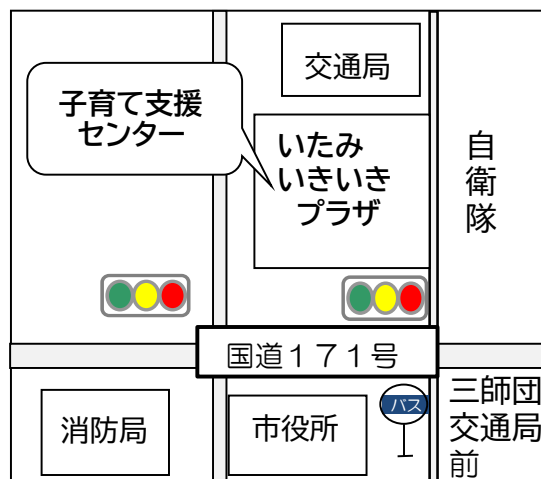 交通局
子育て支援
センター
いたみ
いきいき
プラザ
自衛隊
国道１７１号
消防局
市役所
バス
三師団
交通局
前